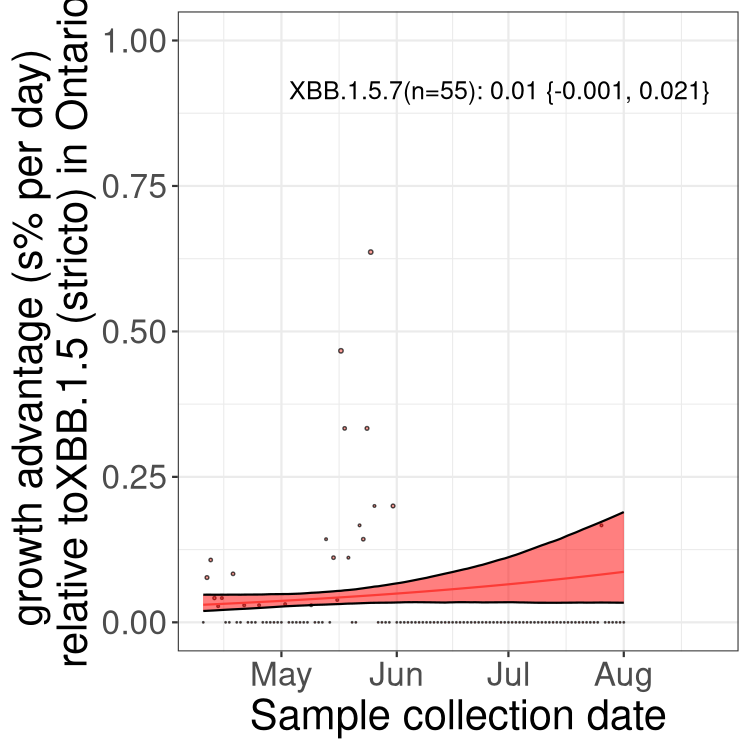 growth advantage (s% per day)
relative toXBB.1.5 (stricto) in Ontario
1.00
0.75
0.50
0.25
0.00
XBB.1.5.7(n=55): 0.01 {-0.001, 0.021}
May Jun Jul Aug
Sample collection date